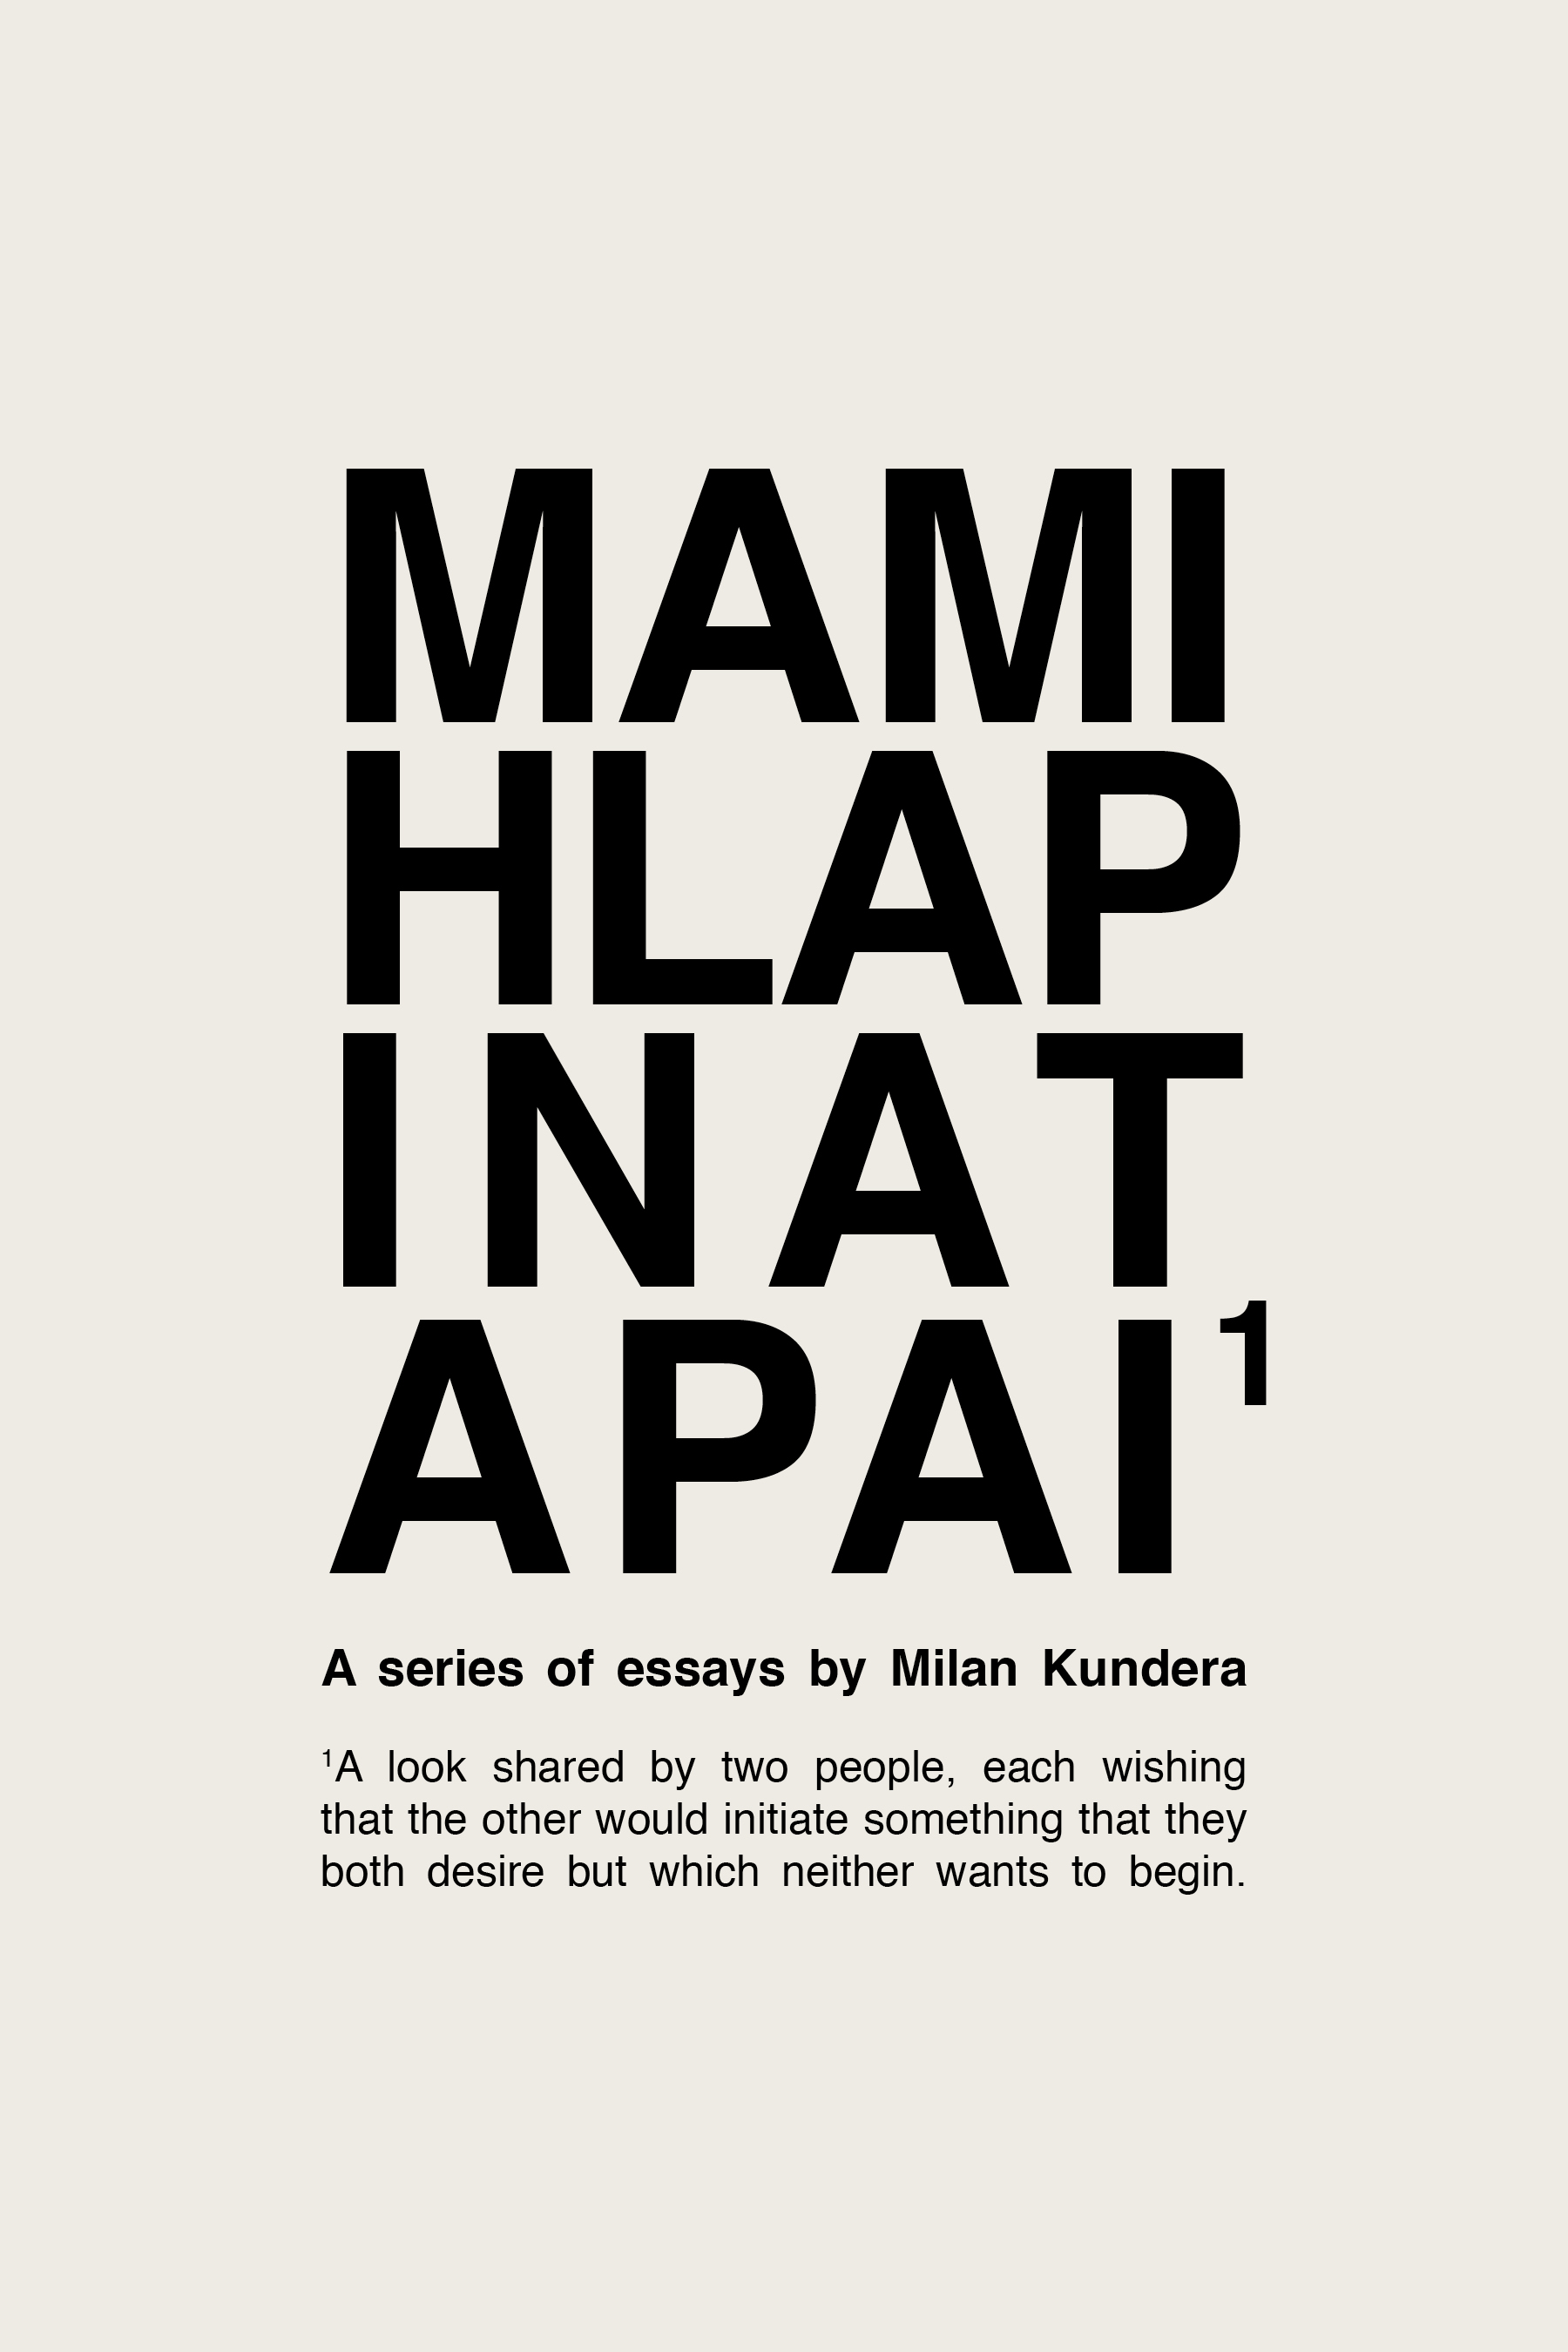 MAMI
HLAP
INAT
APAI¹
A series of essays by Milan Kundera
¹A look shared by two people, each wishing
that the other would initiate something that they
both desire but which neither wants to begin.